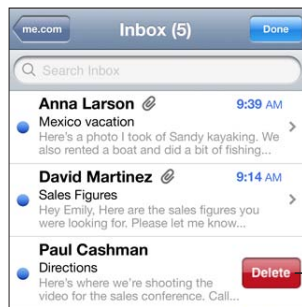 me.com Inbox (5) Done
Search Inbox
Anna Larson 9:39 AM
Mexico vacation
Here's a photo I took of Sandy kayaking. We
also rented a boat and did a bit of fishing...
David Martinez 9:14 AM
Sales Figures
Hey Emily, Here are the sales figures you
were looking for. Please let me know...
Paul Cashman
Directions
Here's where we're shooting the
video for the sales conference. Call...
Delete